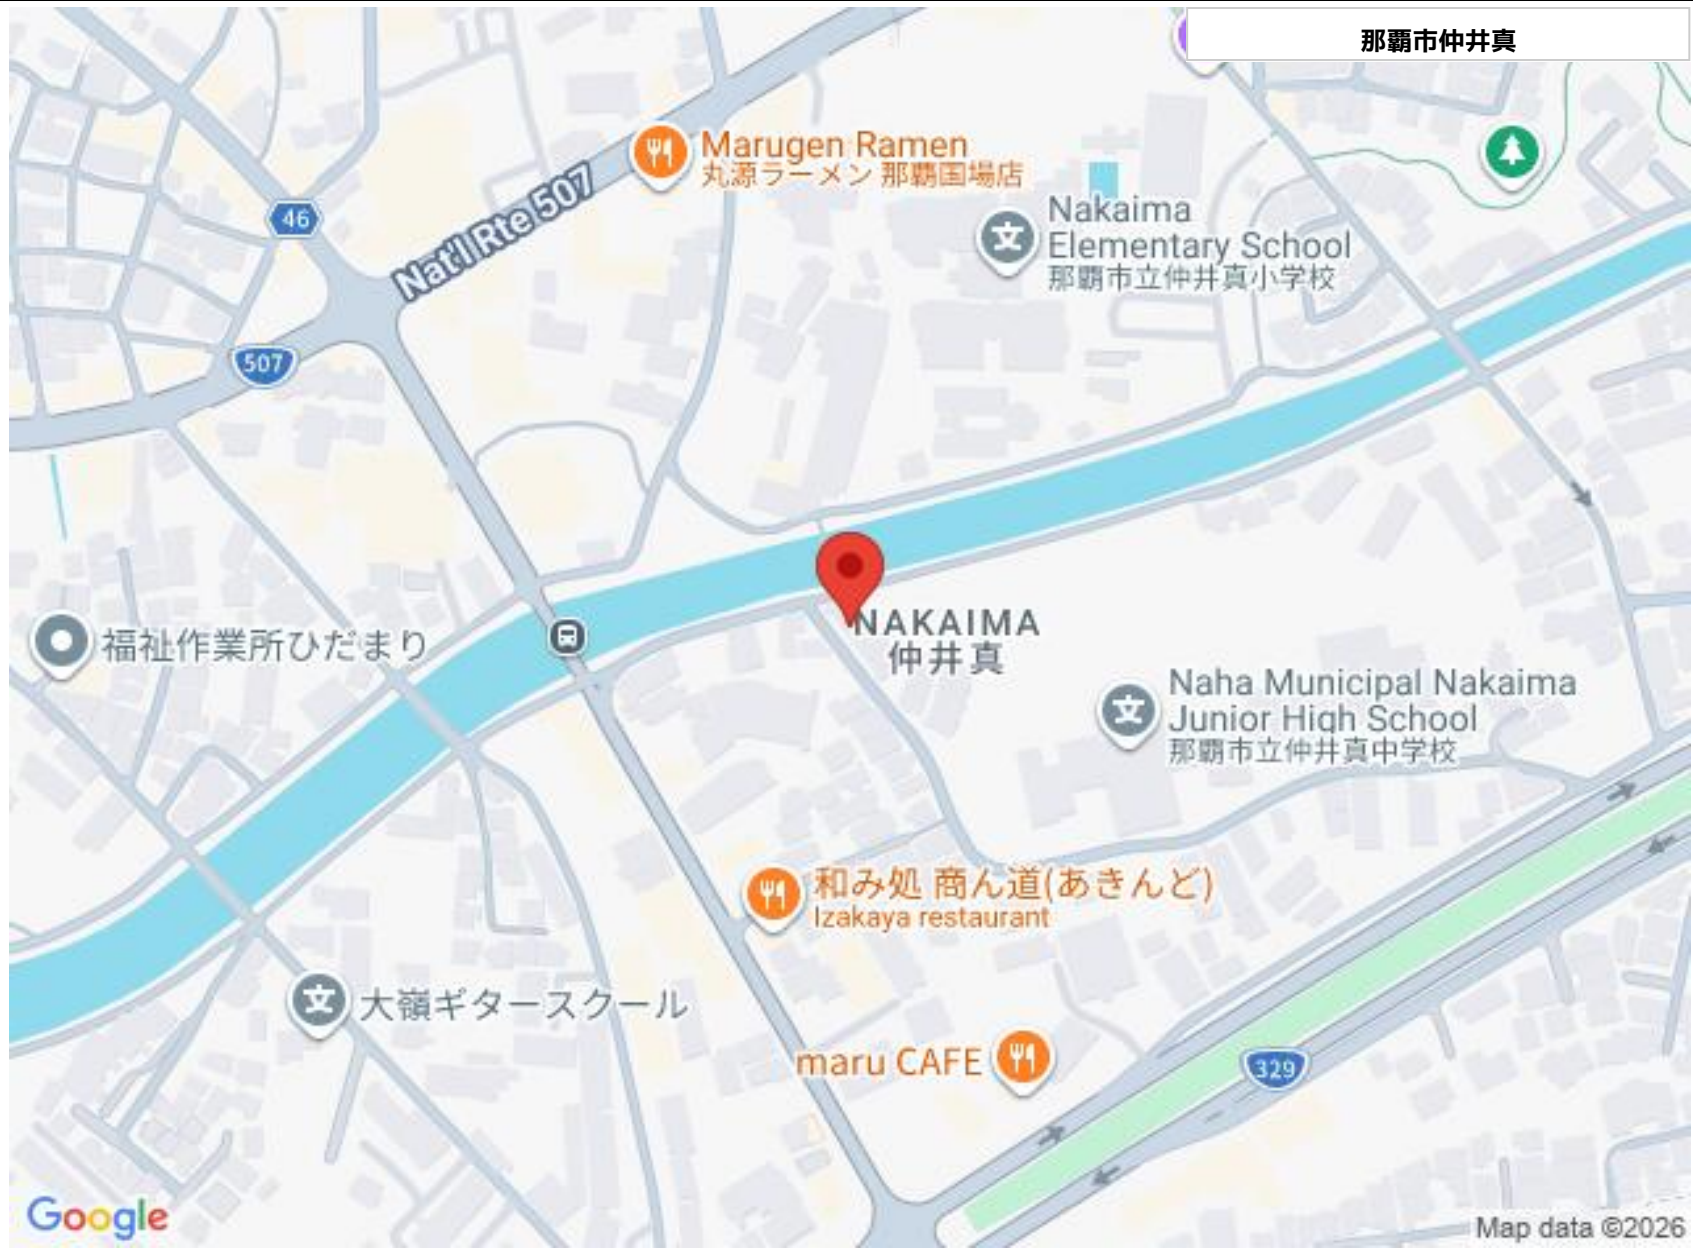 那覇市仲井真
Marugen Ramen
丸源ラーメン 那覇国場店
Nat'l Rte 507
46
Nakaima
Elementary School
那覇市立仲井真小学校
507
NAKAIMA
仲井真
福祉作業所ひだまり
Naha Municipal Nakaima
Junior High School
那覇市立仲井真中学校
和み処 商ん道(あきんど)
Izakaya restaurant
大嶺ギタースクール
maru CAFE
329
Google
Map data ©2026